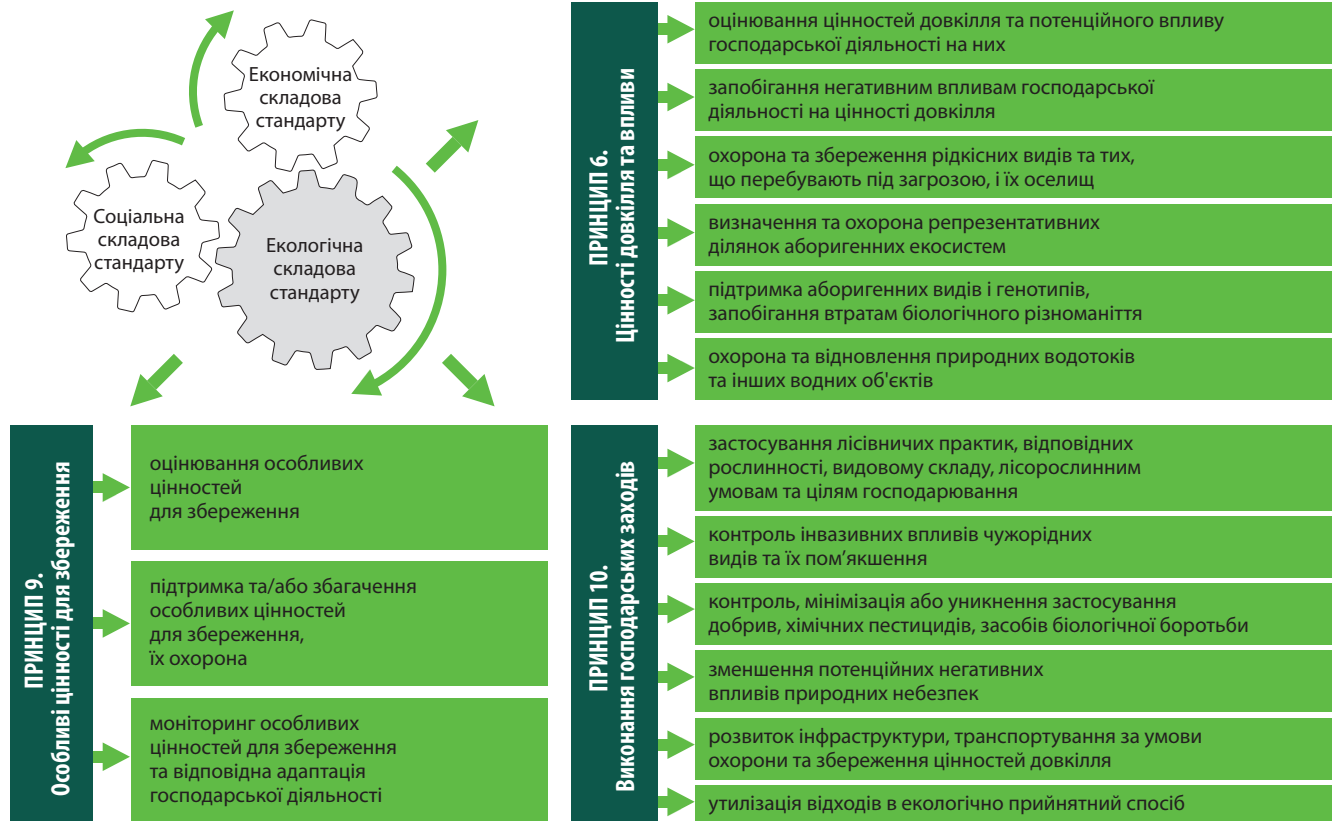 Економічна
складова
стандарту
Соціальна
складова
стандарту
Екологічна
складова
стандарту
ПРИНЦИП 6.
Цінності довкілля та впливи
оцінювання цінностей довкілля та потенційного впливу
господарської діяльності на них
запобігання негативним впливам господарської
діяльності на цінності довкілля
охорона та збереження рідкісних видів та тих,
що перебувають під загрозою, і їх оселищ
визначення та охорона репрезентативних
ділянок аборигенних екосистем
підтримка аборигенних видів і генотипів,
запобігання втратам біологічного різноманіття
охорона та відновлення природних водотоків
та інших водних об'єктів
ПРИНЦИП 9.
Особливі цінності для збереження
оцінювання особливих
цінностей
для збереження
підтримка та/або збагачення
особливих цінностей
для збереження,
їх охорона
моніторинг особливих
цінностей для збереження
та відповідна адаптація
господарської діяльності
ПРИНЦИП 10.
Виконання господарських заходів
застосування лісівничих практик, відповідних
рослинності, видовому складу, лісорослинним
умовам та цілям господарювання
контроль інвазивних впливів чужорідних
видів та їх пом’якшення
контроль, мінімізація або уникнення застосування
добрив, хімічних пестицидів, засобів біологічної боротьби
зменшення потенційних негативних
впливів природних небезпек
розвиток інфраструктури, транспортування за умови
охорони та збереження цінностей довкілля
утилізація відходів в екологічно прийнятний спосіб